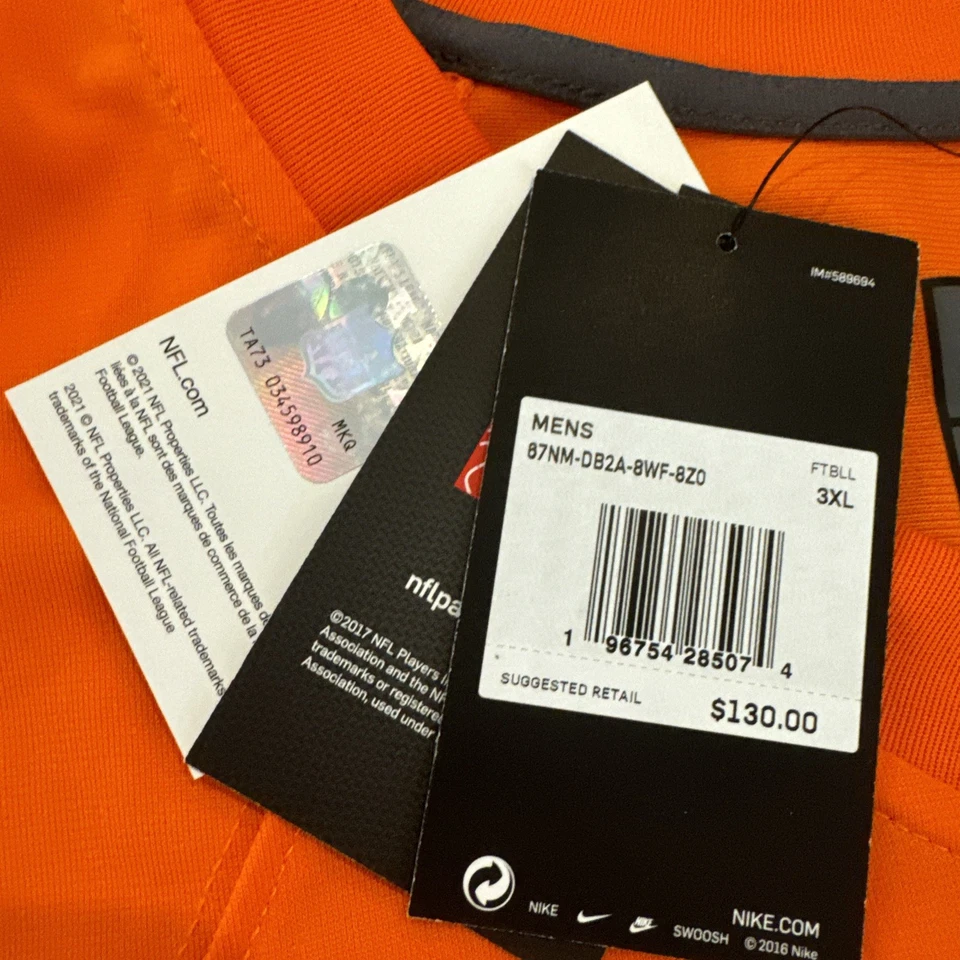 NFL.com
© 2021 NFL Properties LLC. Toutes les marques
liées à la NFL sont des marques de commerce de la
Football League.
2021 © NFL Properties LLC. All NFL-related trademarks
trademarks of the National Football League
TA73 034598910
MKQ
nflpa
©2017 NFL Players
Association and the
trademarks or registered
Association, used under
IM#589694
MENS
67NM-DB2A-8WF-8Z0
FTBLL
3XL
1 96754 28507 4
SUGGESTED RETAIL
$130.00
NIKE
SWOOSH
NIKE.COM
© 2016 Nike